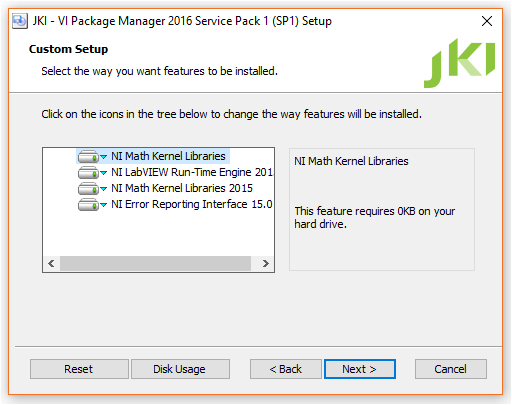 JKI - VI Package Manager 2016 Service Pack 1 (SP1) Setup
Custom Setup
Select the way you want features to be installed.
JKI
Click on the icons in the tree below to change the way features will be installed.
NI Math Kernel Libraries
NI LabVIEW Run-Time Engine 201
NI Math Kernel Libraries 2015
NI Error Reporting Interface 15.0
NI Math Kernel Libraries
This feature requires 0KB on your
hard drive.
Reset
Disk Usage
< Back
Next >
Cancel